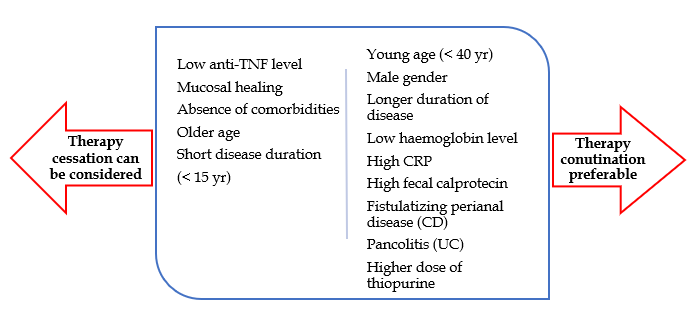 Therapy
cessation can
be considered
Low anti-TNF level
Mucosal healing
Absence of comorbidities
Older age
Short disease duration
(< 15 yr)
Young age (< 40 yr)
Male gender
Longer duration of
disease
Low haemoglobin level
High CRP
High fecal calprotecin
Fistulatizing perianal
disease (CD)
Pancolitis (UC)
Higher dose of
thiopurine
Therapy
conutination
preferable